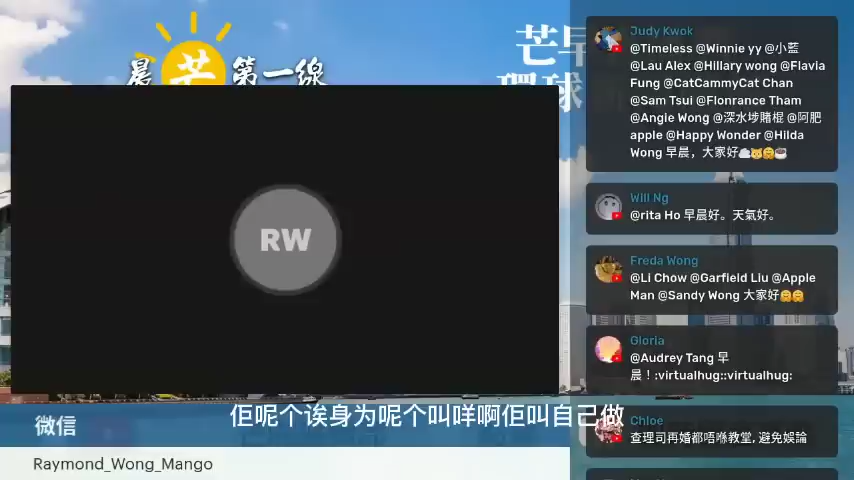 晨芒第一線
芒早
環球
RW
微信
Raymond_Wong_Mango
佢呢个诶身为呢个叫咩啊佢叫自己做
Judy Kwok
@Timeless @Winnie yy @小藍
@Lau Alex @Hillary wong @Flavia
Fung @CatCammyCat Chan
@Sam Tsui @Flonrance Tham
@Angie Wong @深水埗賭棍 @阿肥
apple @Happy Wonder @Hilda
Wong 早晨，大家好☁️🐱🤗☕
Will Ng
@rita Ho 早晨好。天氣好。
Freda Wong
@Li Chow @Garfield Liu @Apple
Man @Sandy Wong 大家好🤗🤗
Gloria
@Audrey Tang 早
晨！:virtualhug::virtualhug:
Chloe
查理司再婚都唔喺教堂, 避免娛論